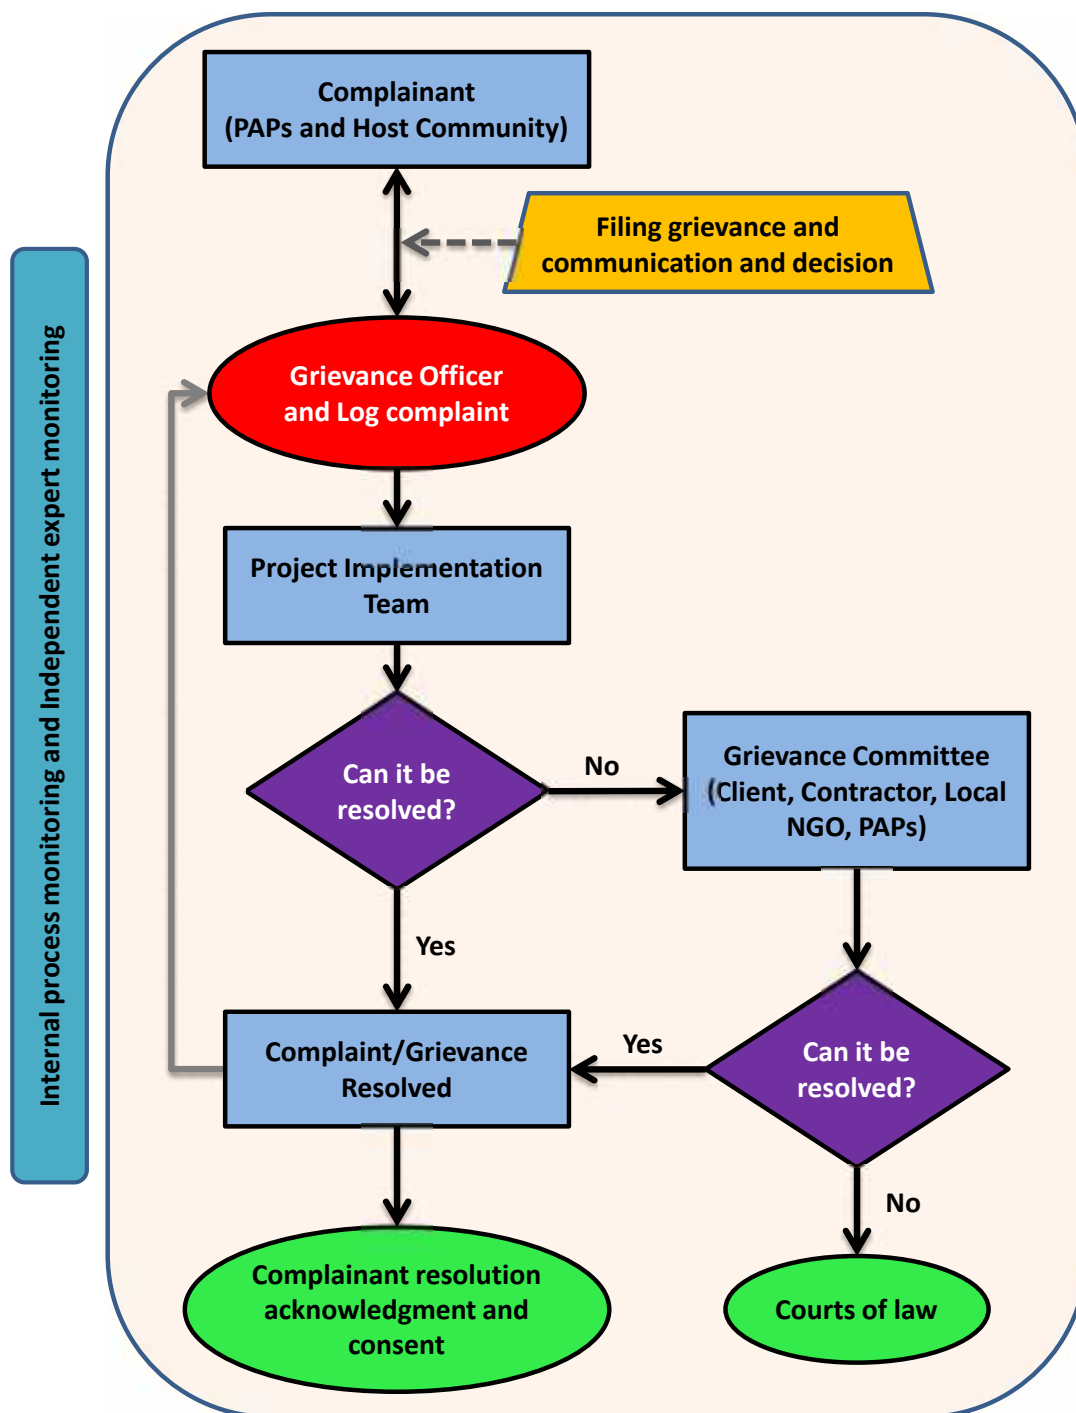 Complainant
(PAPs and Host Community)
Filing grievance and
communication and decision
Internal process monitoring and Independent expert monitoring
Grievance Officer
and Log complaint
Project Implementation
Team
Can it be
resolved?
No
Grievance Committee
(Client, Contractor, Local
NGO, PAPs)
Yes
Complaint/Grievance
Resolved
Yes
Can it be
resolved?
No
Complainant resolution
acknowledgment and
consent
Courts of law